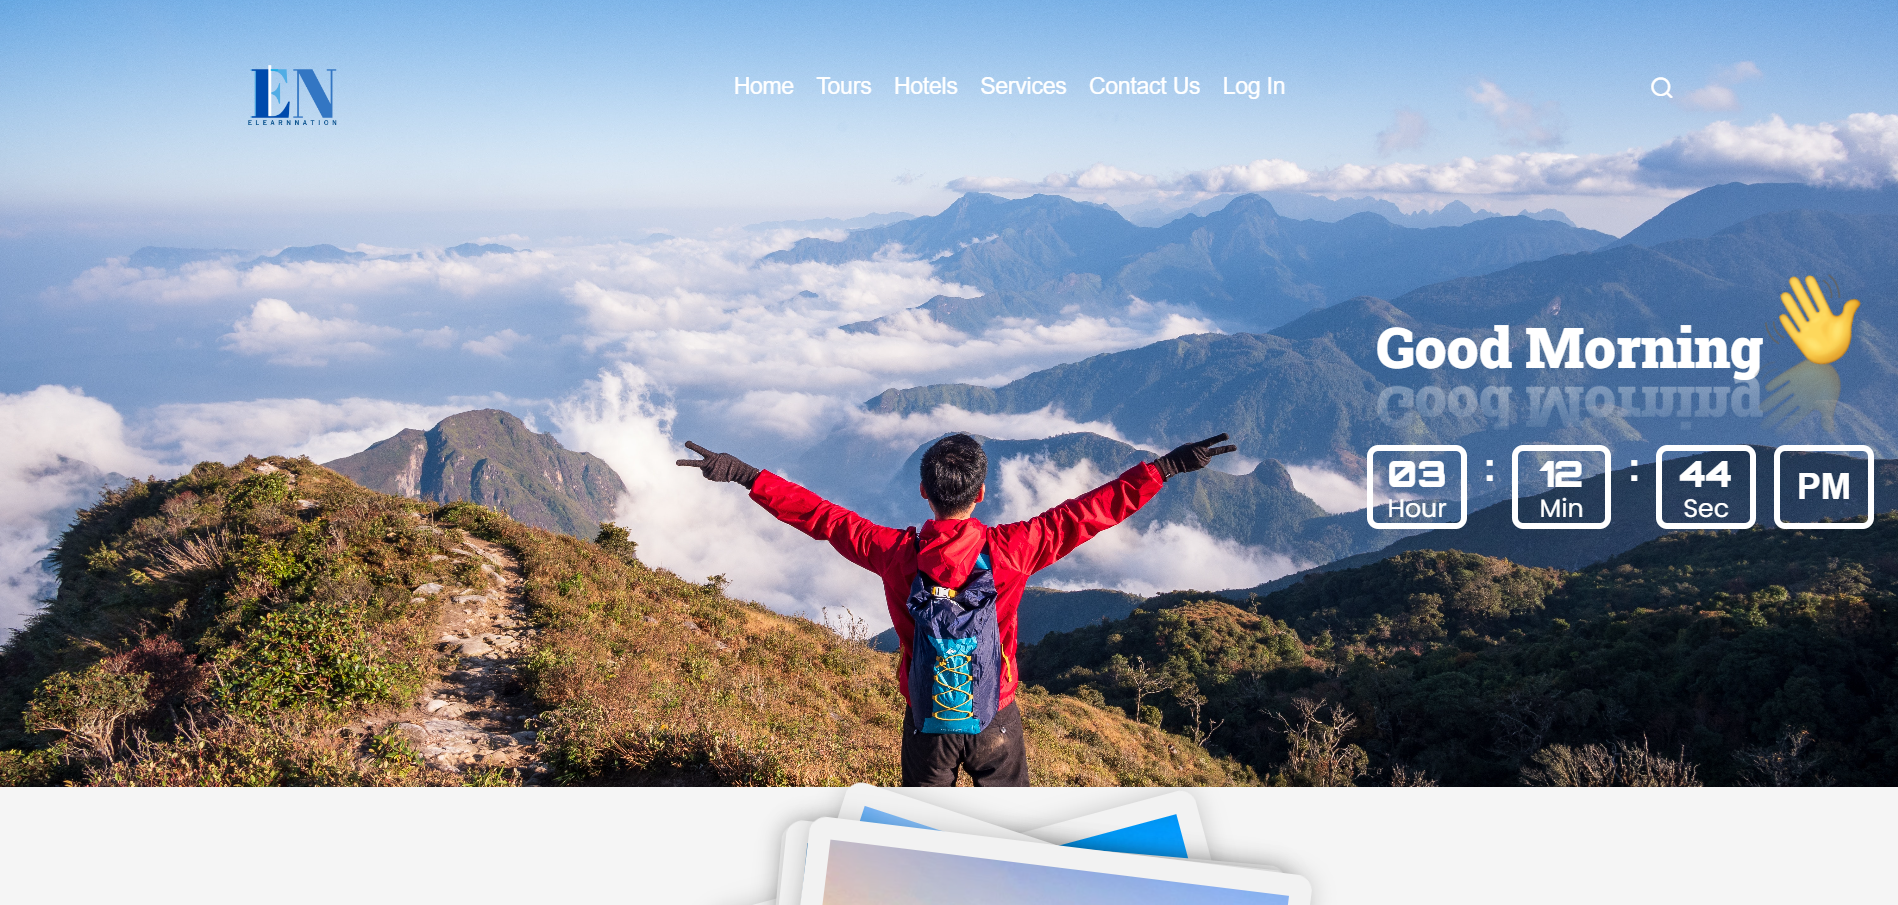 EN
ELEARNNATION
Home Tours Hotels Services Contact Us Log In
Good Morning
03 : 12 : 44 PM
Hour Min Sec